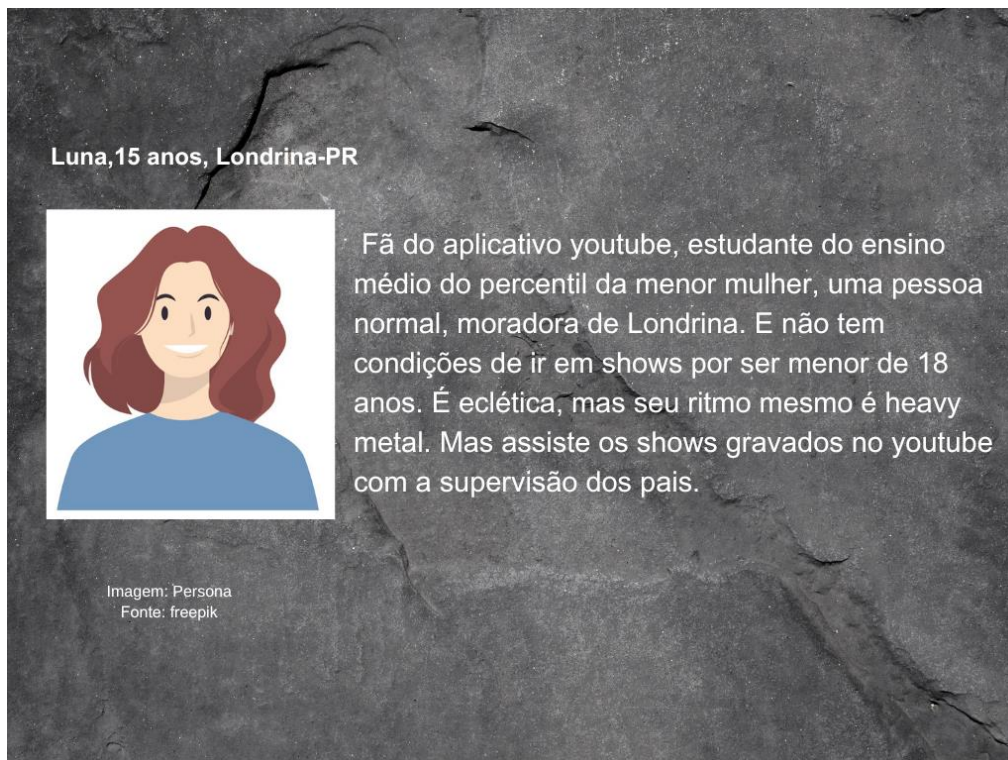 Luna,15 anos, Londrina-PR
Fã do aplicativo youtube, estudante do ensino
médio do percentil da menor mulher, uma pessoa
normal, moradora de Londrina. E não tem
condições de ir em shows por ser menor de 18
anos. É eclética, mas seu ritmo mesmo é heavy
metal. Mas assiste os shows gravados no youtube
com a supervisão dos pais.
Imagem: Persona
Fonte: freepik